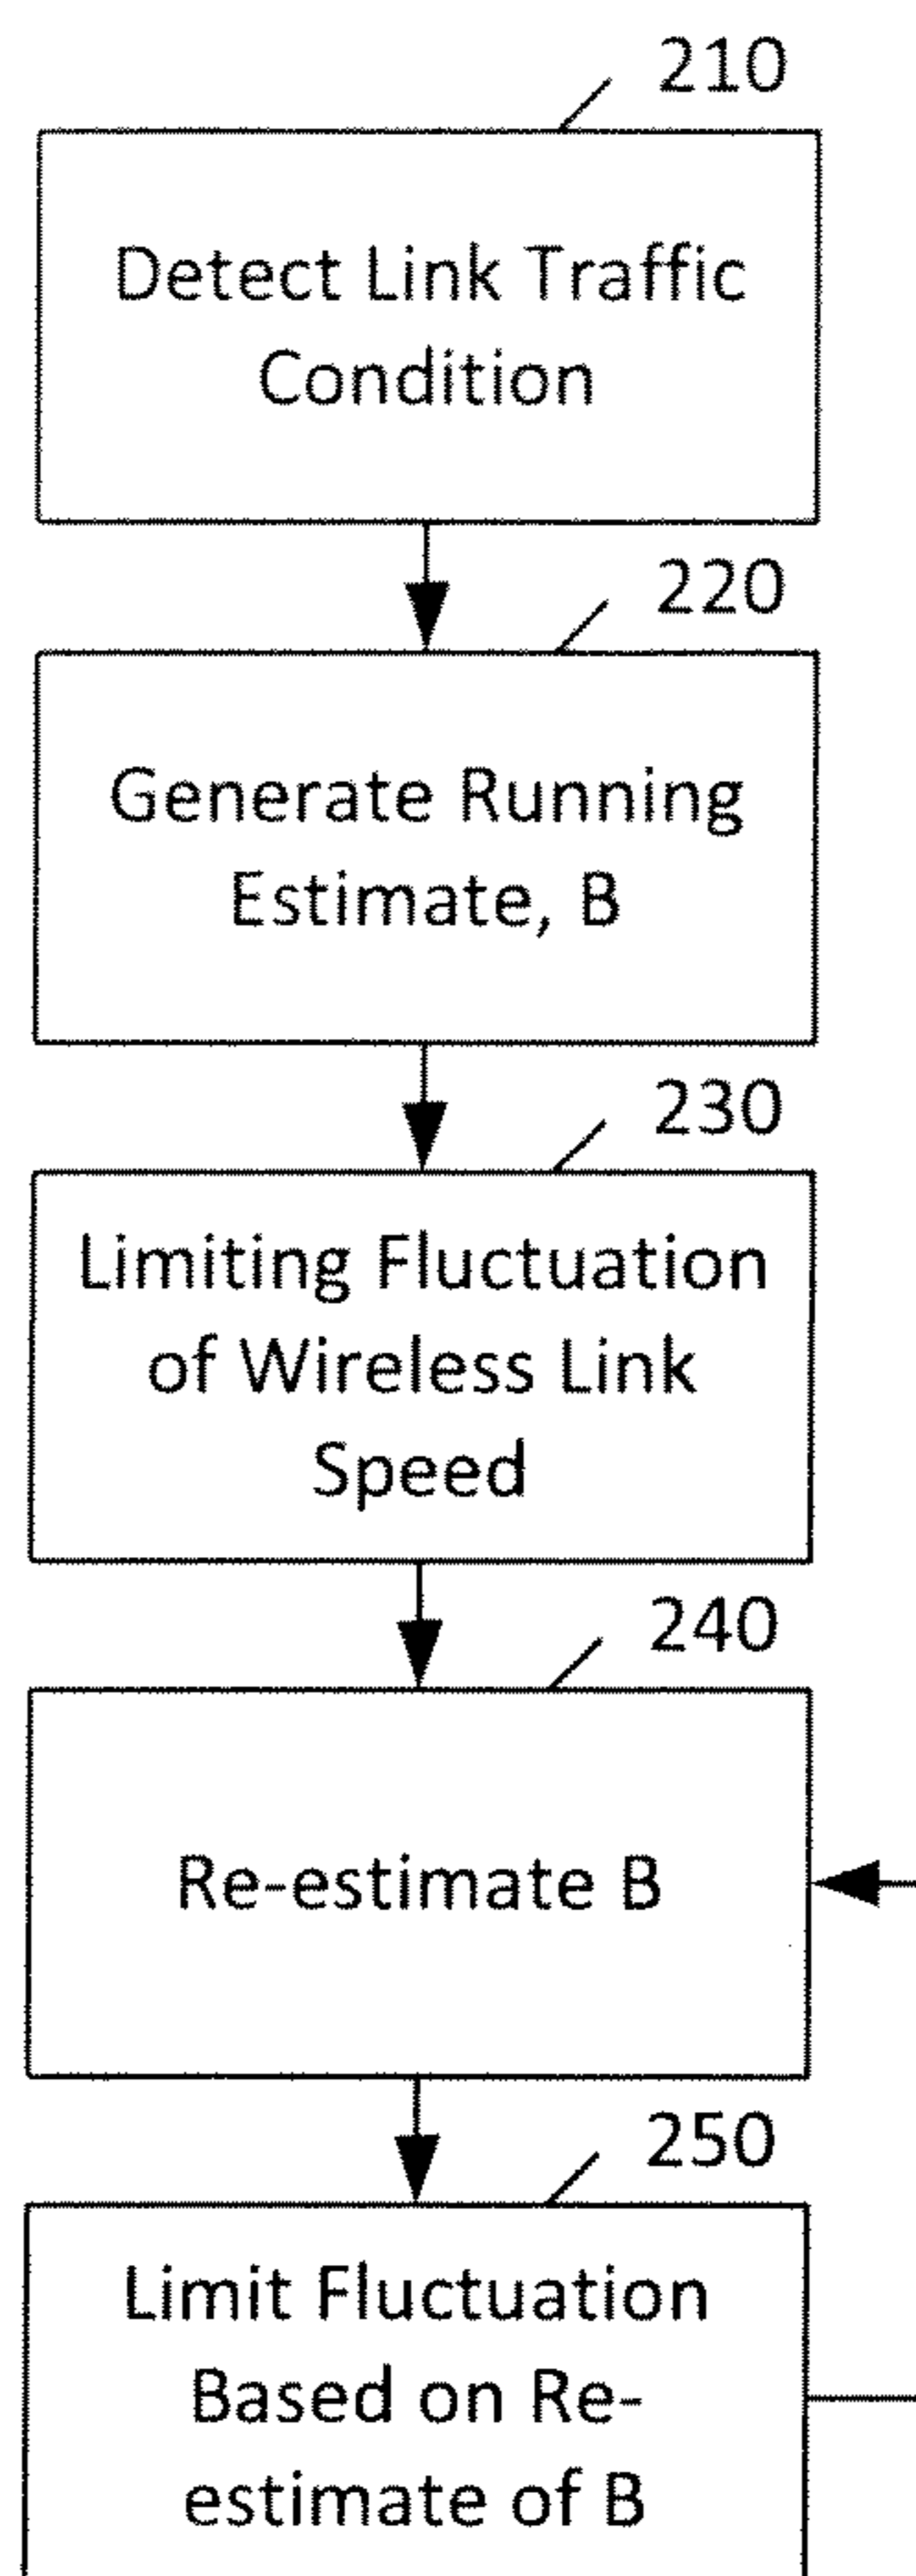 210
Detect Link Traffic
Condition
220
Generate Running
Estimate, B
230
Limiting Fluctuation
of Wireless Link
Speed
240
Re-estimate B
250
Limit Fluctuation
Based on Re-
estimate of B